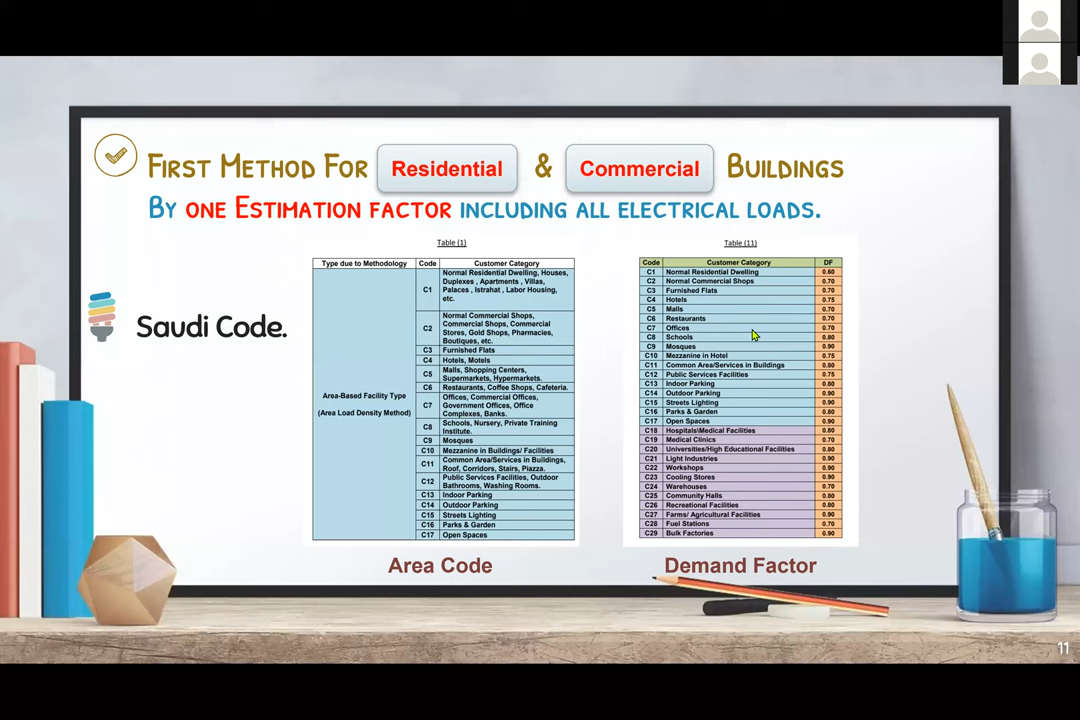 First Method For Residential & Commercial Buildings
By one Estimation factor including all electrical loads.
Saudi Code.
Table (1)
Type due to Methodology Code Customer Category
Area-Based Facility Type
(Area Load Density Method)
C1 Normal Residential Dwelling, Houses,
Duplexes , Apartments , Villas,
Palaces , Istrahat , Labor Housing,
etc.
C2 Normal Commercial Shops,
Commercial Shops, Commercial
Stores, Gold Shops, Pharmacies,
Boutiques, etc.
C3 Furnished Flats
C4 Hotels, Motels
C5 Malls, Shopping Centers,
Supermarkets, Hypermarkets.
C6 Restaurants, Coffee Shops, Cafeteria.
C7 Offices, Commercial Offices,
Government Offices, Office
Complexes, Banks.
C8 Schools, Nursery, Private Training
Institute.
C9 Mosques
C10 Mezzanine in Buildings/ Facilities
C11 Common Area/Services in Buildings,
Roof, Corridors, Stairs, Piazza.
C12 Public Services Facilities, Outdoor
Bathrooms, Washing Rooms.
C13 Indoor Parking
C14 Outdoor Parking
C15 Streets Lighting
C16 Parks & Garden
C17 Open Spaces
Area Code
Table (11)
Code Customer Category DF
C1 Normal Residential Dwelling 0.60
C2 Normal Commercial Shops 0.70
C3 Furnished Flats 0.70
C4 Hotels 0.75
C5 Malls 0.70
C6 Restaurants 0.70
C7 Offices 0.70
C8 Schools 0.80
C9 Mosques 0.90
C10 Mezzanine in Hotel 0.75
C11 Common Area/Services in Buildings 0.80
C12 Public Services Facilities 0.75
C13 Indoor Parking 0.80
C14 Outdoor Parking 0.90
C15 Streets Lighting 0.90
C16 Parks & Garden 0.80
C17 Open Spaces 0.90
C18 Hospitals\Medical Facilities 0.80
C19 Medical Clinics 0.70
C20 Universities/High Educational Facilities 0.80
C21 Light Industries 0.90
C22 Workshops 0.90
C23 Cooling Stores 0.90
C24 Warehouses 0.70
C25 Community Halls 0.80
C26 Recreational Facilities 0.80
C27 Farms/ Agricultural Facilities 0.90
C28 Fuel Stations 0.70
C29 Bulk Factories 0.90
Demand Factor
11